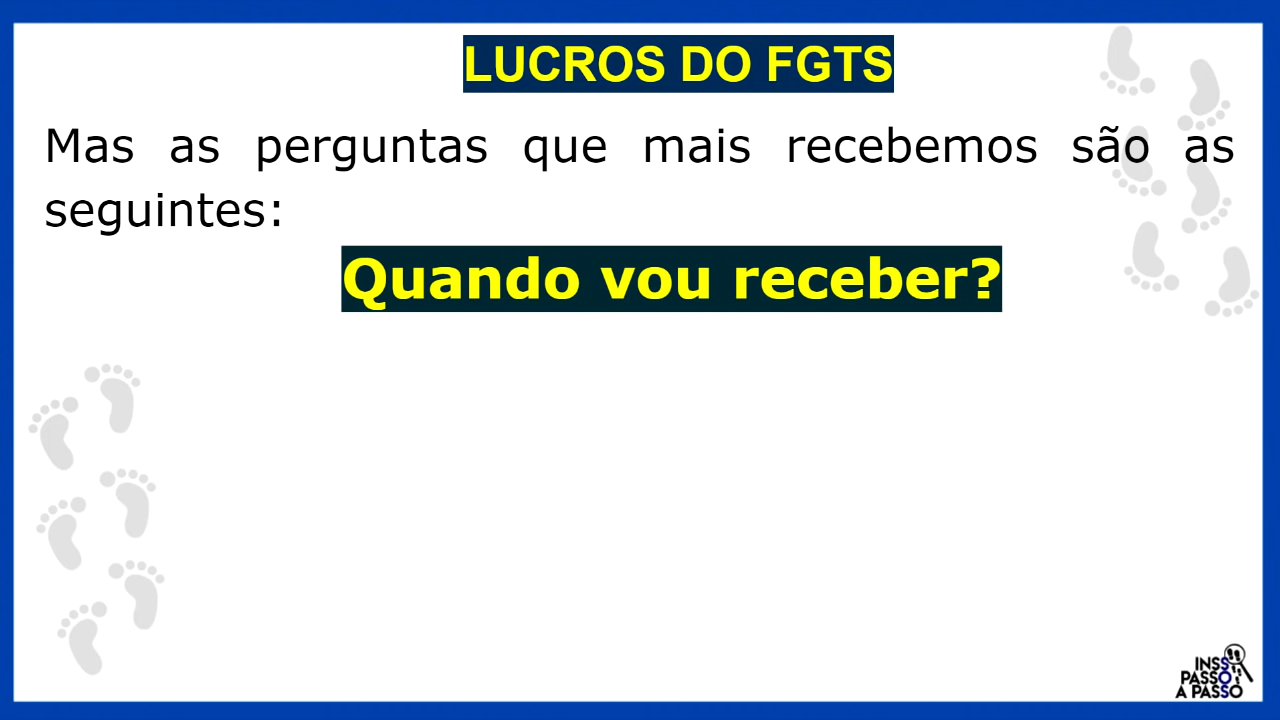 LUCROS DO FGTS
Mas as perguntas que mais recebemos são as
seguintes:
Quando vou receber?
INSS
PASSO
A PASSO